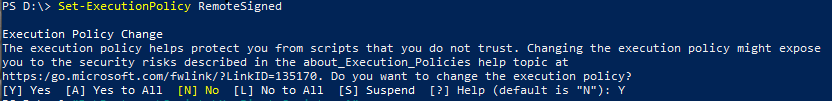 PS D:\> Set-ExecutionPolicy RemoteSigned
Execution Policy Change
The execution policy helps protect you from scripts that you do not trust. Changing the execution policy might expose
you to the security risks described in the about_Execution_Policies help topic at
https:/go.microsoft.com/fwlink/?LinkID=135170. Do you want to change the execution policy?
[Y] Yes  [A] Yes to All  [N] No  [L] No to All  [S] Suspend  [?] Help (default is "N"): Y